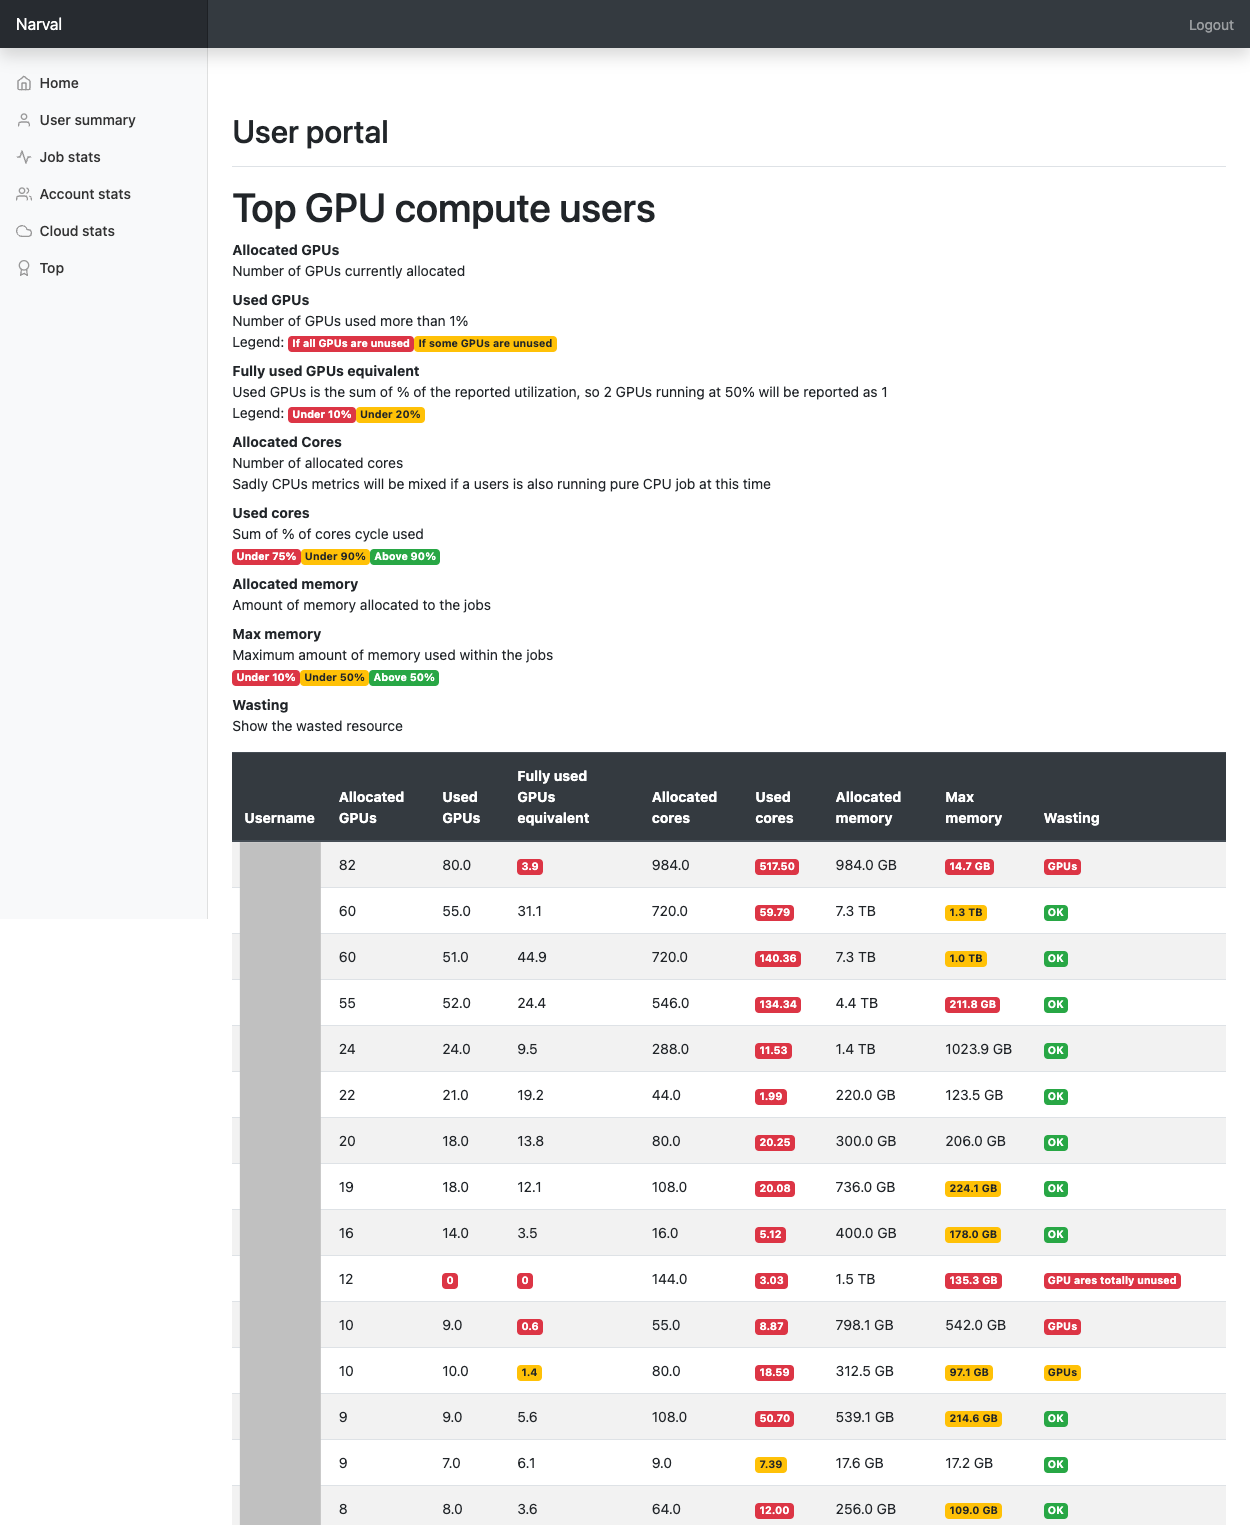 Narval
Logout
Home
User summary
Job stats
Account stats
Cloud stats
Top
User portal
Top GPU compute users
Allocated GPUs
Number of GPUs currently allocated
Used GPUs
Number of GPUs used more than 1%
Legend: If all GPUs are unused If some GPUs are unused
Fully used GPUs equivalent
Used GPUs is the sum of % of the reported utilization, so 2 GPUs running at 50% will be reported as 1
Legend: Under 10% Under 20%
Allocated Cores
Number of allocated cores
Sadly CPUs metrics will be mixed if a users is also running pure CPU job at this time
Used cores
Sum of % of cores cycle used
Under 75% Under 90% Above 90%
Allocated memory
Amount of memory allocated to the jobs
Max memory
Maximum amount of memory used within the jobs
Under 10% Under 50% Above 50%
Wasting
Show the wasted resource
Username Allocated GPUs Used GPUs Fully used GPUs equivalent Allocated cores Used cores Allocated memory Max memory Wasting
82 80.0 3.9 984.0 517.50 984.0 GB 14.7 GB GPUs
60 55.0 31.1 720.0 59.79 7.3 TB 1.3 TB OK
60 51.0 44.9 720.0 140.36 7.3 TB 1.0 TB OK
55 52.0 24.4 546.0 134.34 4.4 TB 211.8 GB OK
24 24.0 9.5 288.0 11.53 1.4 TB 1023.9 GB OK
22 21.0 19.2 44.0 1.99 220.0 GB 123.5 GB OK
20 18.0 13.8 80.0 20.25 300.0 GB 206.0 GB OK
19 18.0 12.1 108.0 20.08 736.0 GB 224.1 GB OK
16 14.0 3.5 16.0 5.12 400.0 GB 178.0 GB OK
12 0 0 144.0 3.03 1.5 TB 135.3 GB GPU ares totally unused
10 9.0 0.6 55.0 8.87 798.1 GB 542.0 GB GPUs
10 10.0 1.4 80.0 18.59 312.5 GB 97.1 GB GPUs
9 9.0 5.6 108.0 50.70 539.1 GB 214.6 GB OK
9 7.0 6.1 9.0 7.39 17.6 GB 17.2 GB OK
8 8.0 3.6 64.0 12.00 256.0 GB 109.0 GB OK